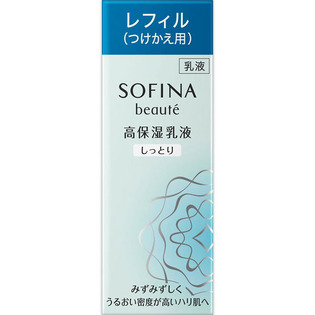 レフィル
(つけかえ用)
乳液
SOFINA
beauté
高保湿乳液
しっとり
みずみずしく
うるおい密度が高いハリ肌へ